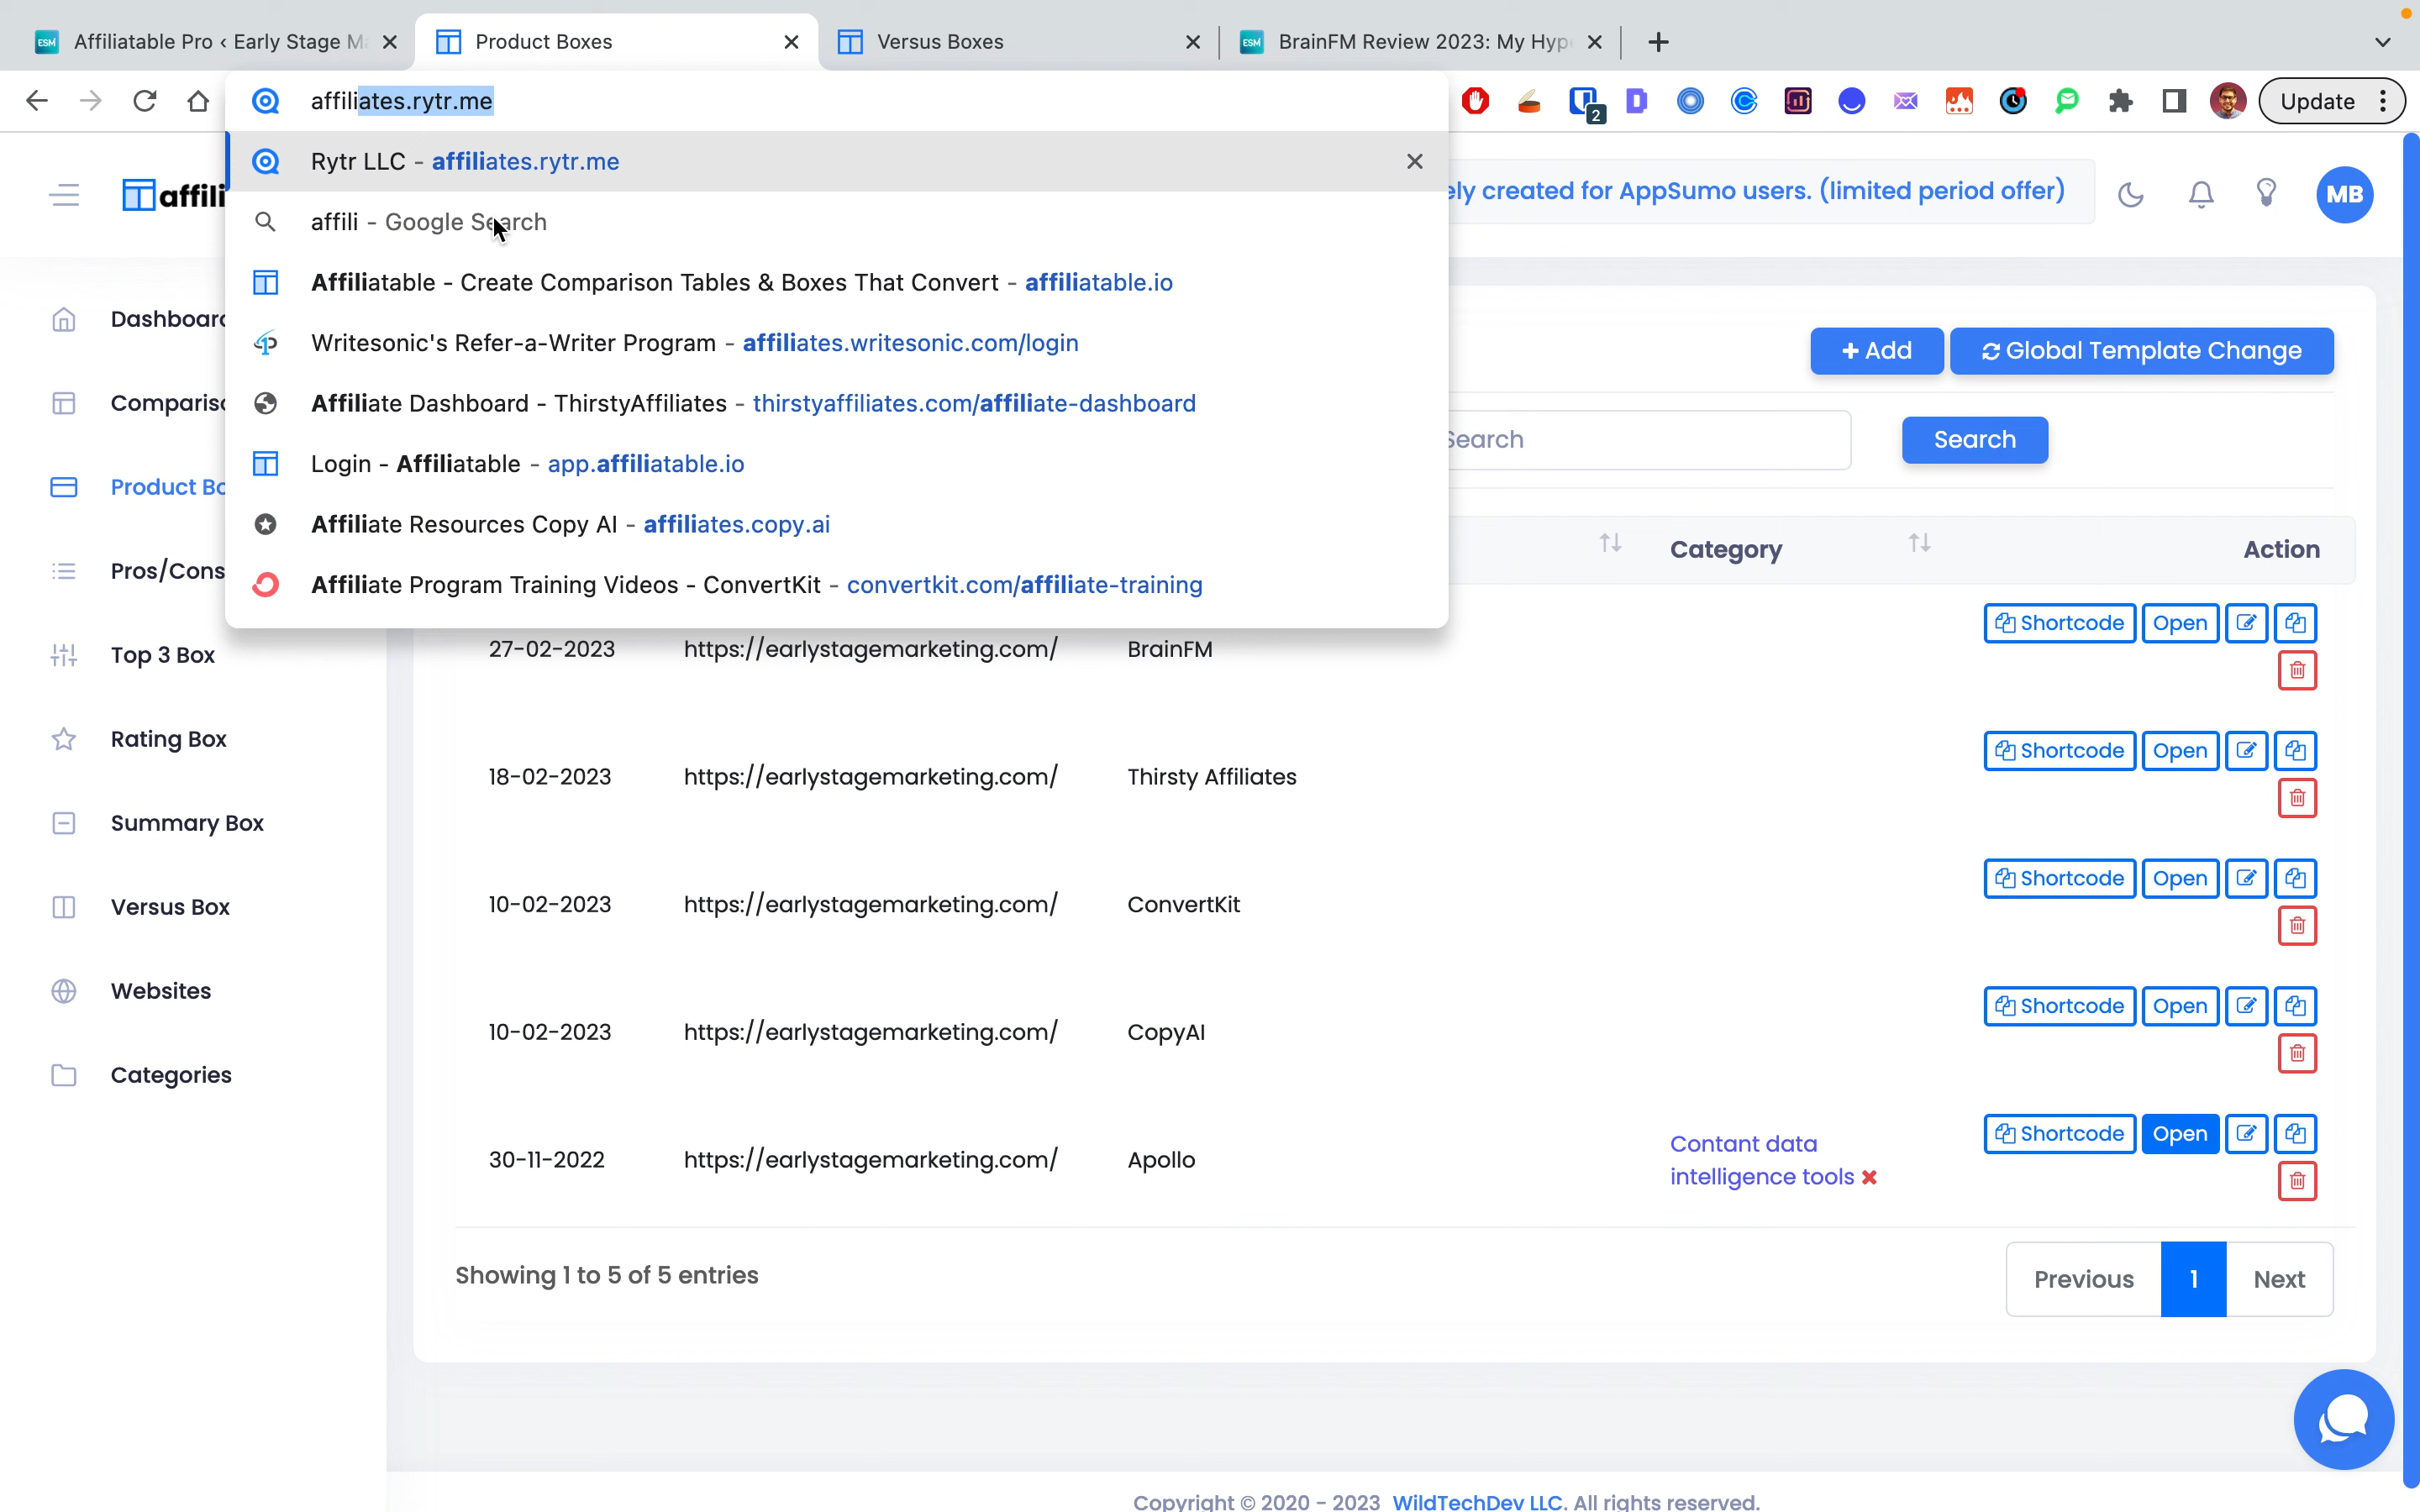 ESM Affiliatable Pro ‹ Early Stage Ma
Product Boxes
Versus Boxes
ESM BrainFM Review 2023: My Hype
affiliates.rytr.me
2
Update
Rytr LLC - affiliates.rytr.me
affili - Google Search
Affiliatable - Create Comparison Tables & Boxes That Convert - affiliatable.io
Writesonic's Refer-a-Writer Program - affiliates.writesonic.com/login
Affiliate Dashboard - ThirstyAffiliates - thirstyaffiliates.com/affiliate-dashboard
Login - Affiliatable - app.affiliatable.io
Affiliate Resources Copy AI - affiliates.copy.ai
Affiliate Program Training Videos - ConvertKit - convertkit.com/affiliate-training
affili
ely created for AppSumo users. (limited period offer)
MB
Dashboard
Compariso
Product Bo
Pros/Cons
Top 3 Box
Rating Box
Summary Box
Versus Box
Websites
Categories
+ Add
Global Template Change
Search
Search
Category
Action
27-02-2023 https://earlystagemarketing.com/ BrainFM Shortcode Open
18-02-2023 https://earlystagemarketing.com/ Thirsty Affiliates Shortcode Open
10-02-2023 https://earlystagemarketing.com/ ConvertKit Shortcode Open
10-02-2023 https://earlystagemarketing.com/ CopyAI Shortcode Open
30-11-2022 https://earlystagemarketing.com/ Apollo Contant data Shortcode Open
intelligence tools
Showing 1 to 5 of 5 entries
Previous 1 Next
Copyright © 2020 - 2023 WildTechDev LLC. All rights reserved.